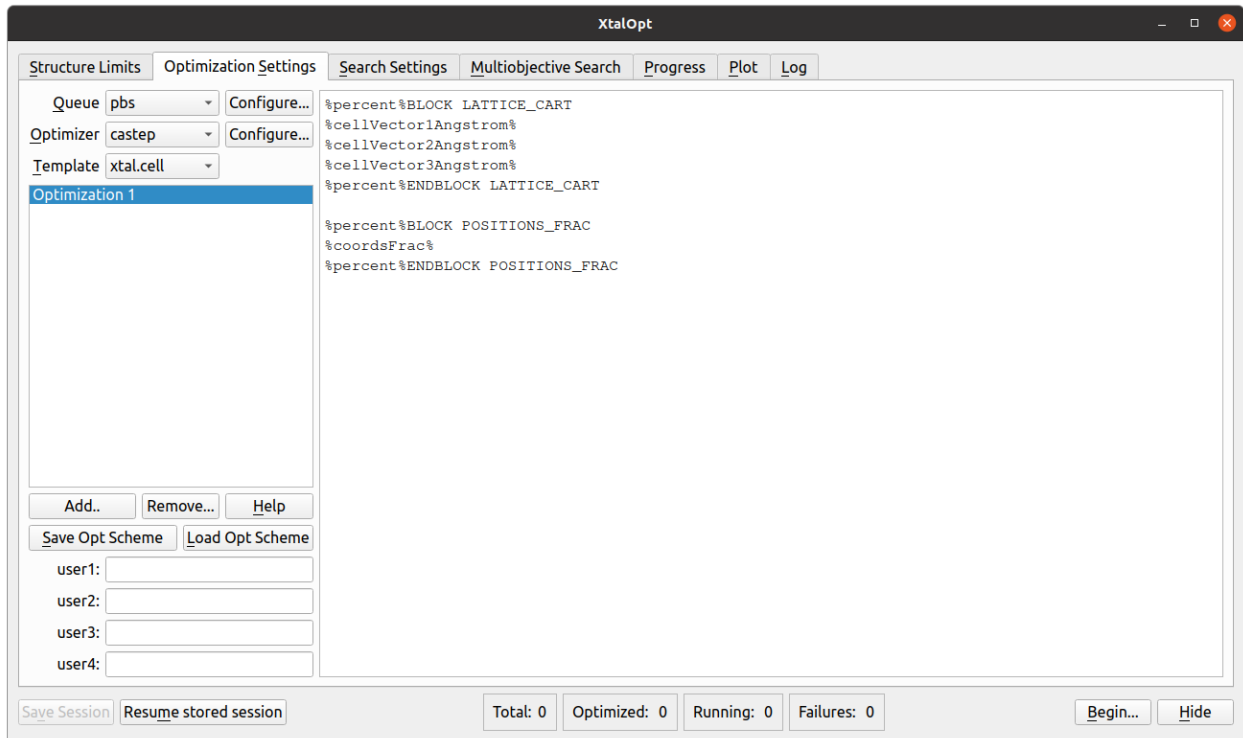 XtalOpt
Structure Limits
Optimization Settings
Search Settings
Multiobjective Search
Progress
Plot
Log
Queue pbs Configure...
Optimizer castep Configure...
Template xtal.cell
Optimization 1
%percent%BLOCK LATTICE_CART
%cellVector1Angstrom%
%cellVector2Angstrom%
%cellVector3Angstrom%
%percent%ENDBLOCK LATTICE_CART
%percent%BLOCK POSITIONS_FRAC
%coordsFrac%
%percent%ENDBLOCK POSITIONS_FRAC
Add.. Remove... Help
Save Opt Scheme Load Opt Scheme
user1:
user2:
user3:
user4:
Save Session Resume stored session Total: 0 Optimized: 0 Running: 0 Failures: 0 Begin... Hide